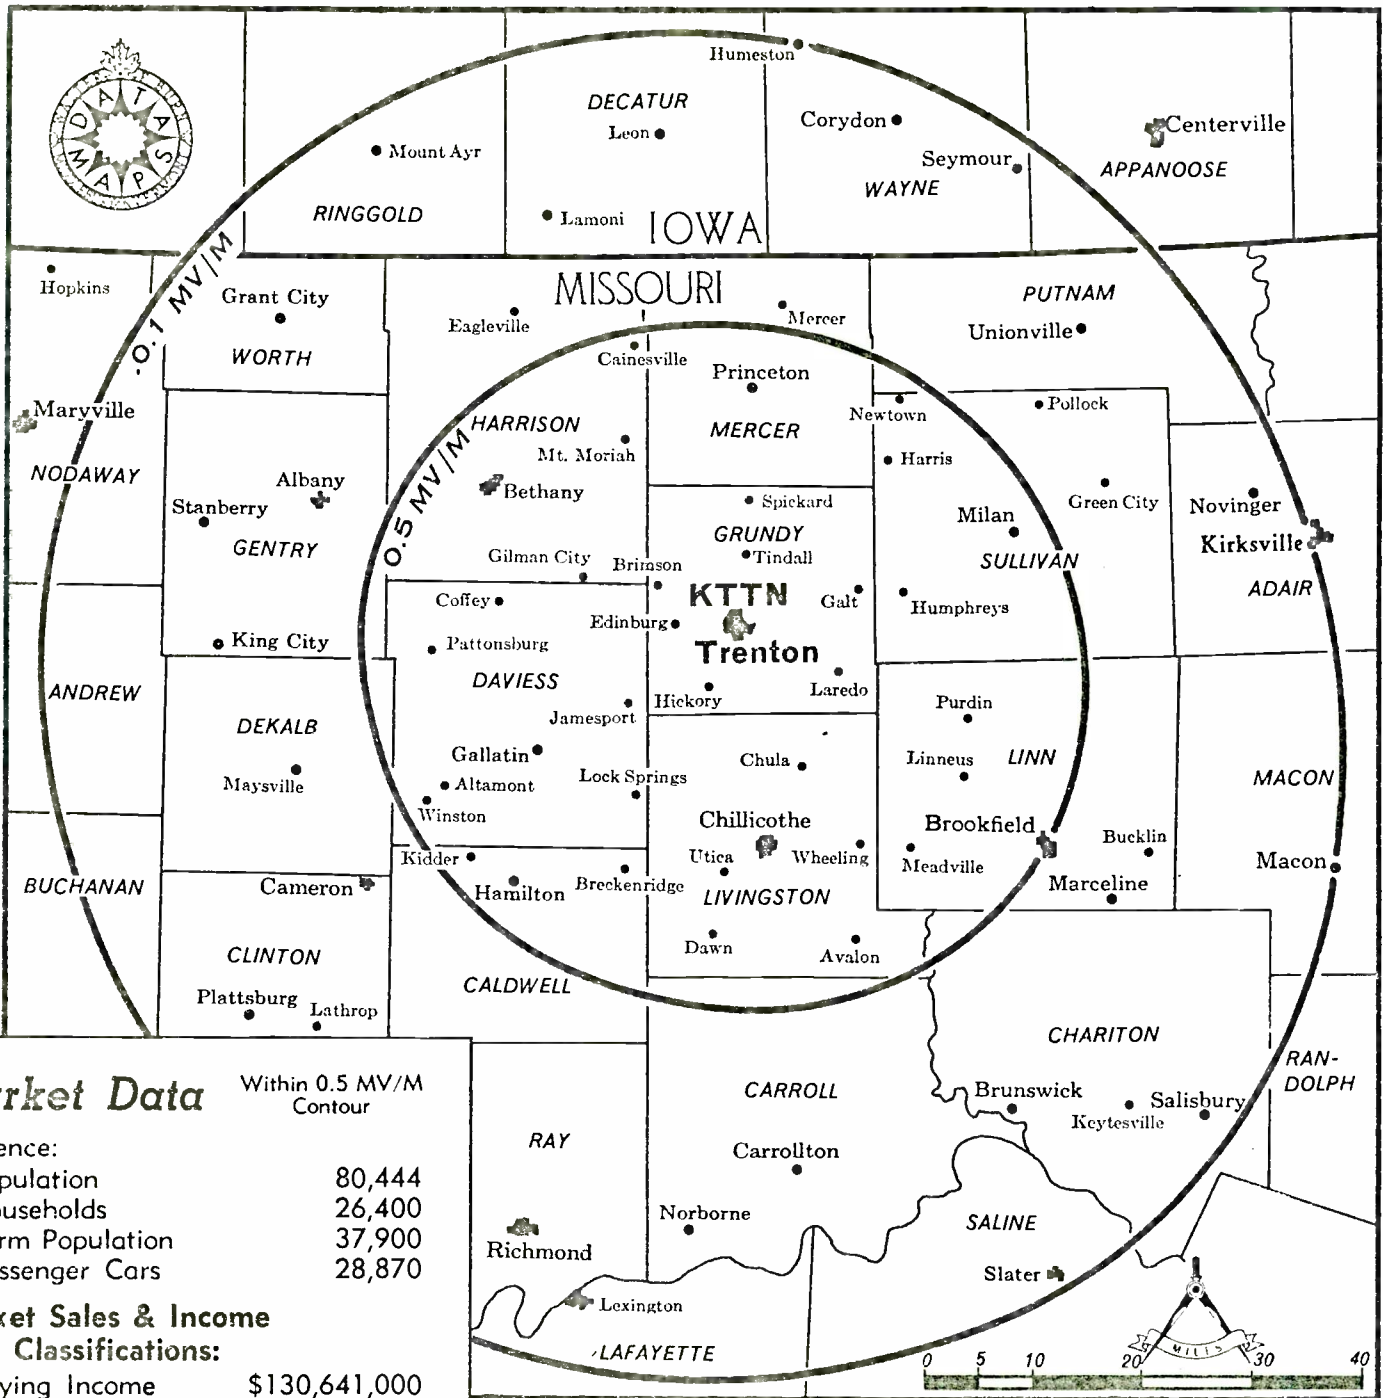 DATA MAPS
Humeston
DECATUR
Leon
Corydon
Centerville
Mount Ayr
Seymour
WAYNE
APPANOOSE
RINGGOLD
Lamoni
IOWA
0.1 MV/M
Hopkins
MISSOURI
Grant City
PUTNAM
Eagleville
Mercer
Unionville
WORTH
Cainesville
Princeton
Maryville
Newtown
Pollock
HARRISON
MERCER
0.5 MV/M
Mt. Moriah
Harris
NODAWAY
Albany
Bethany
Spickard
Green City
Novinger
Stanberry
Milan
GRUNDY
Kirksville
GENTRY
Gilman City
Brimson
Tindall
SULLIVAN
ADAIR
KTTN
Galt
Coffey
Humphreys
Edinburg
King City
Pattonsburg
Trenton
ANDREW
DAVIESS
Hickory
Laredo
Purdin
Jamesport
DEKALB
Gallatin
Chula
Linneus
LINN
Maysville
Altamont
Lock Springs
MACON
Winston
Chillicothe
Brookfield
Bucklin
Kidder
Utica
Wheeling
Meadville
Macon
BUCHANAN
Cameron
Hamilton
Breckenridge
LIVINGSTON
Marceline
CLINTON
Dawn
Avalon
CALDWELL
Plattsburg
Lathrop
CHARITON
RAN-
DOLPH
rket Data
Within 0.5 MV/M
Contour
CARROLL
Brunswick
Keytesville
Salisbury
ence:
RAY
Carrollton
pulation 80,444
ouseholds 26,400
rm Population 37,900
ssenger Cars 28,870
Norborne
SALINE
Richmond
Slater
ket Sales & Income
Lexington
Classifications:
LAFAYETTE
MILES
0 5 10 20 30 40
ying Income $130,641,000